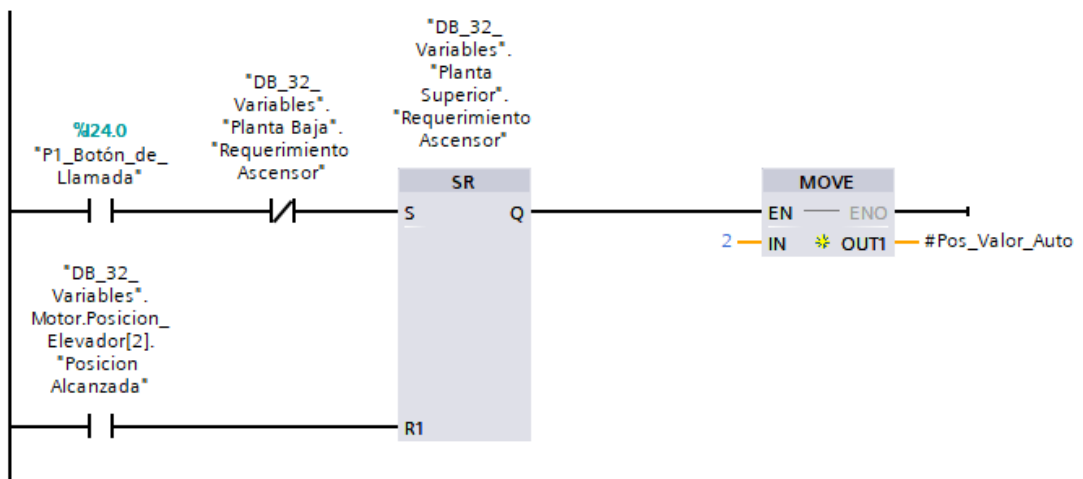 "DB_32_
Variables".
"Planta
Superior".
"Requerimiento
Ascensor"
"DB_32_
Variables".
"Planta Baja".
"Requerimiento
Ascensor"
%I24.0
"P1_Botón_de_
Llamada"
SR
S
Q
R1
MOVE
EN
ENO
2
IN
OUT1
#Pos_Valor_Auto
"DB_32_
Variables".
Motor.Posicion_
Elevador[2].
"Posicion
Alcanzada"